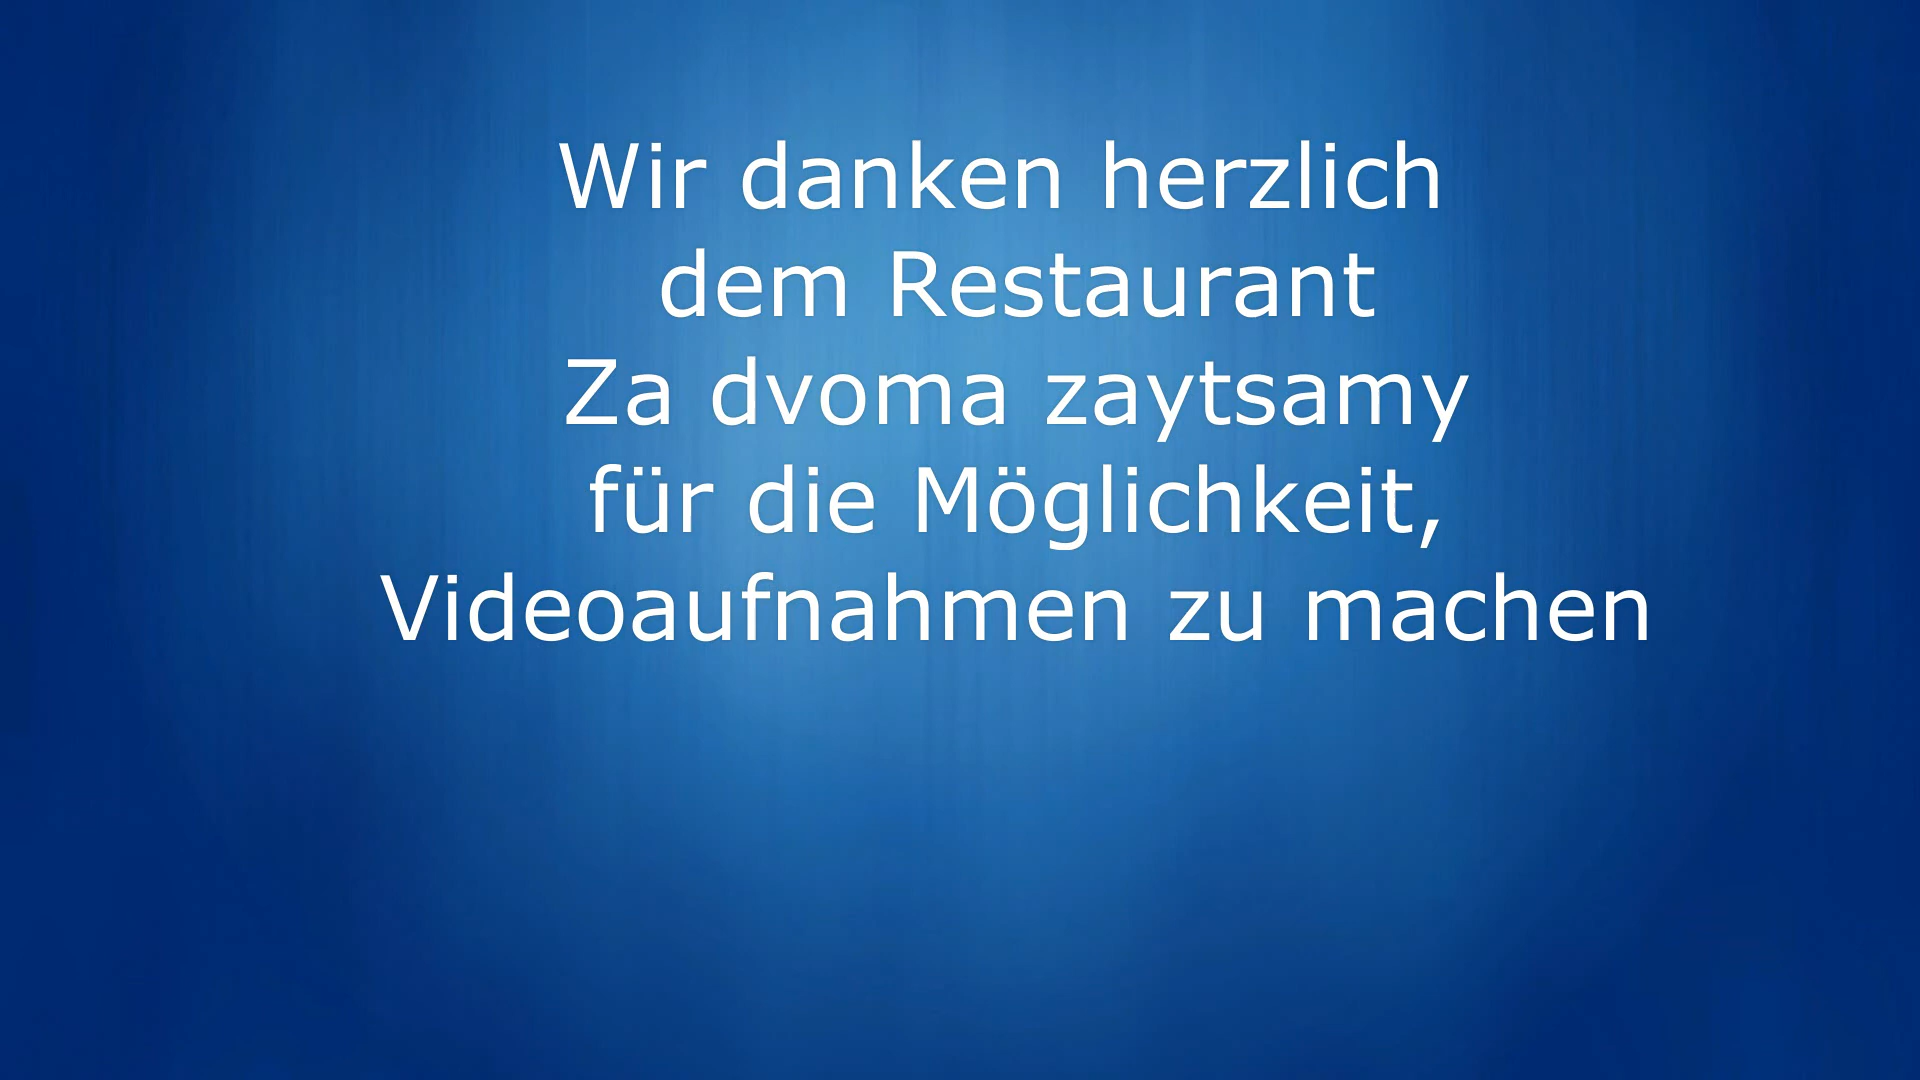 Wir danken herzlich
dem Restaurant
Za dvoma zaytsamy
für die Möglichkeit,
Videoaufnahmen zu machen